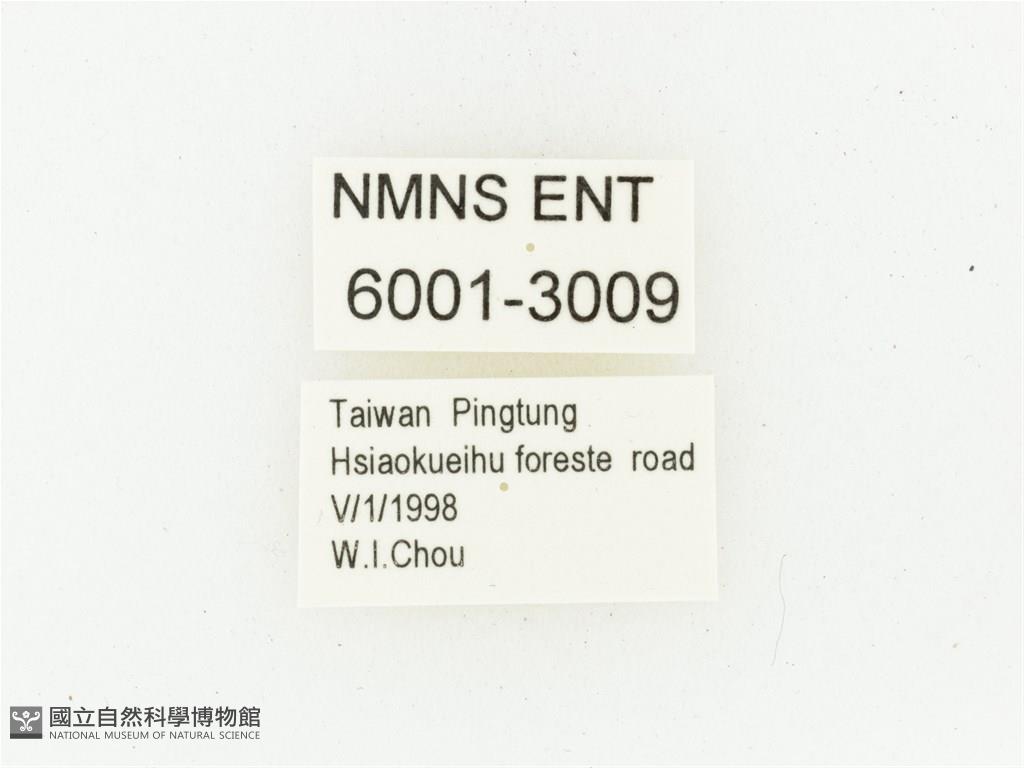 NMNS ENT
6001-3009
Taiwan Pingtung
Hsiaokueihu foreste road
V/1/1998
W.I.Chou
國立自然科學博物館
NATIONAL MUSEUM OF NATURAL SCIENCE